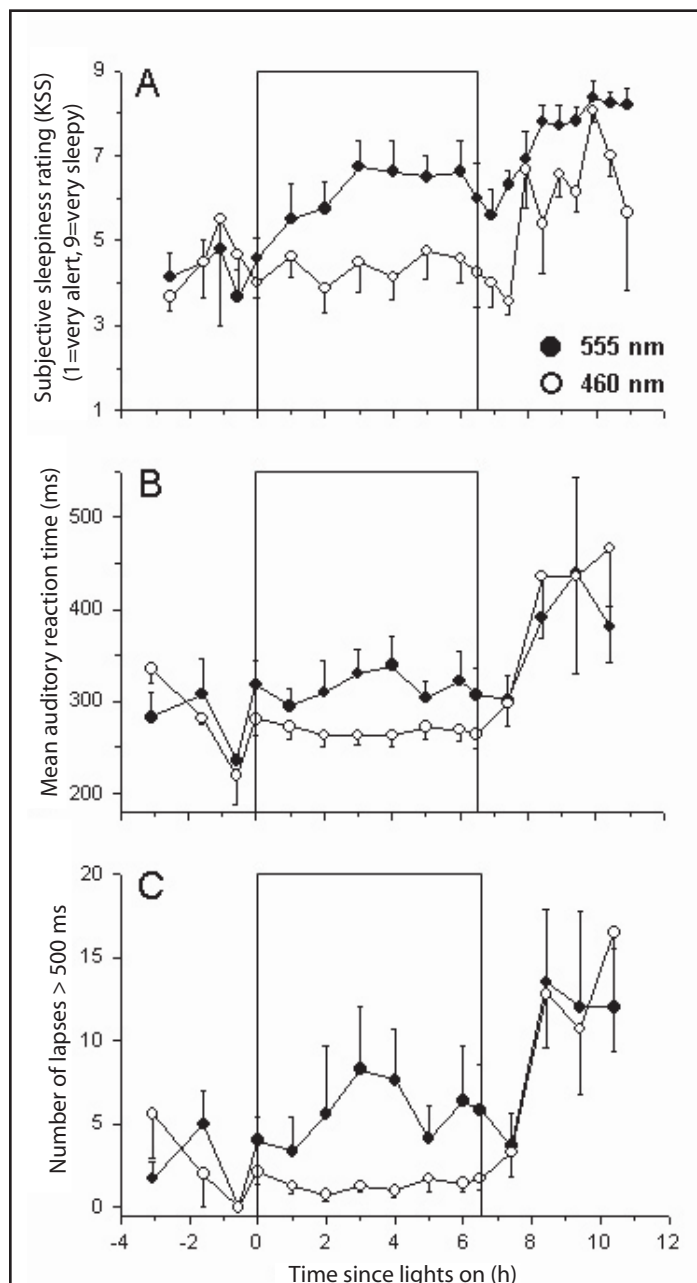 A
Subjective sleepiness rating (KSS)
(1=very alert, 9=very sleepy)
9
7
5
3
1
555 nm
460 nm
B
Mean auditory reaction time (ms)
500
400
300
200
C
Number of lapses > 500 ms
20
15
10
5
0
-4 -2 0 2 4 6 8 10 12
Time since lights on (h)